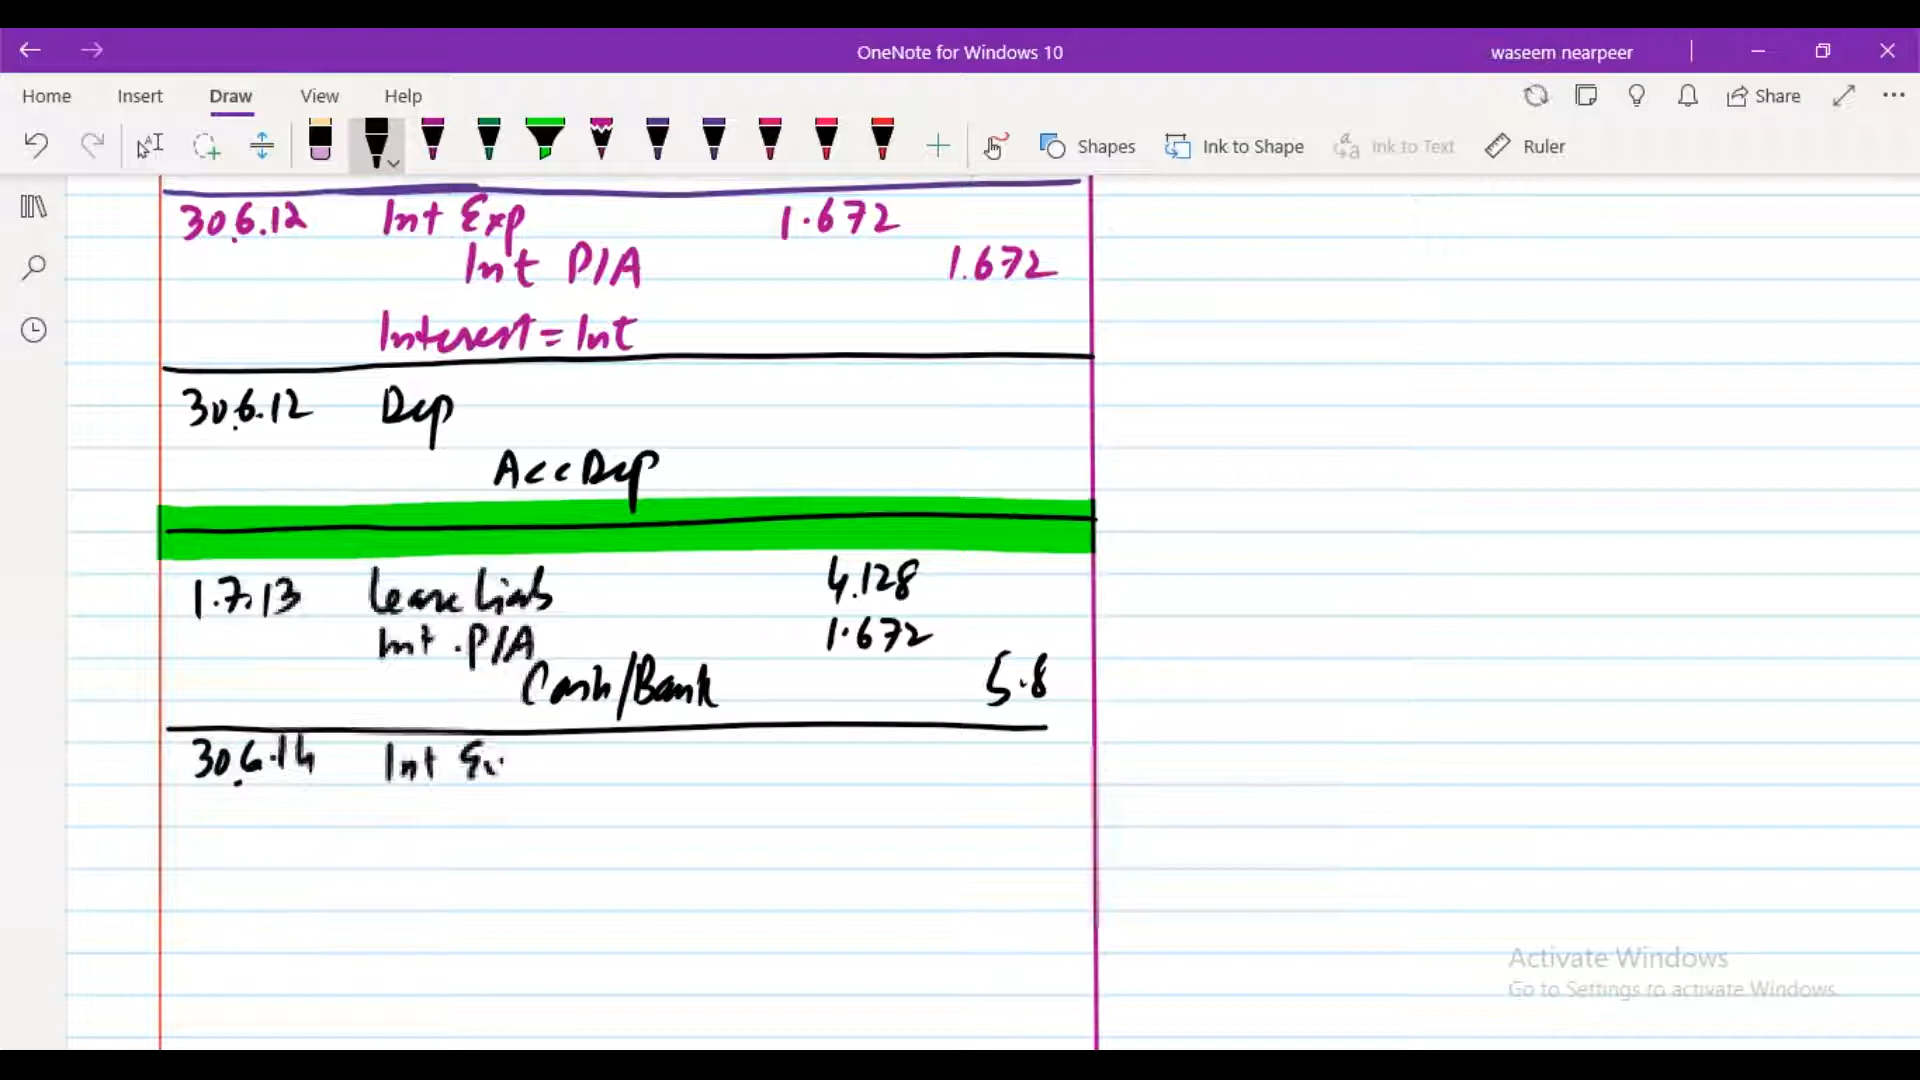 OneNote for Windows 10
waseem nearpeer
Home Insert Draw View Help
Share
Shapes Ink to Shape Ink to Text Ruler
30.6.12 Int Exp 1.672
Int P/A 1.672
Interest = Int
30.6.12 Dep
Acc Dep
1.7.13 Lease Liab 4.128
Int. P/A 1.672
Cash/Bank 5.8
30.6.14 Int Ex
Activate Windows
Go to Settings to activate Windows.